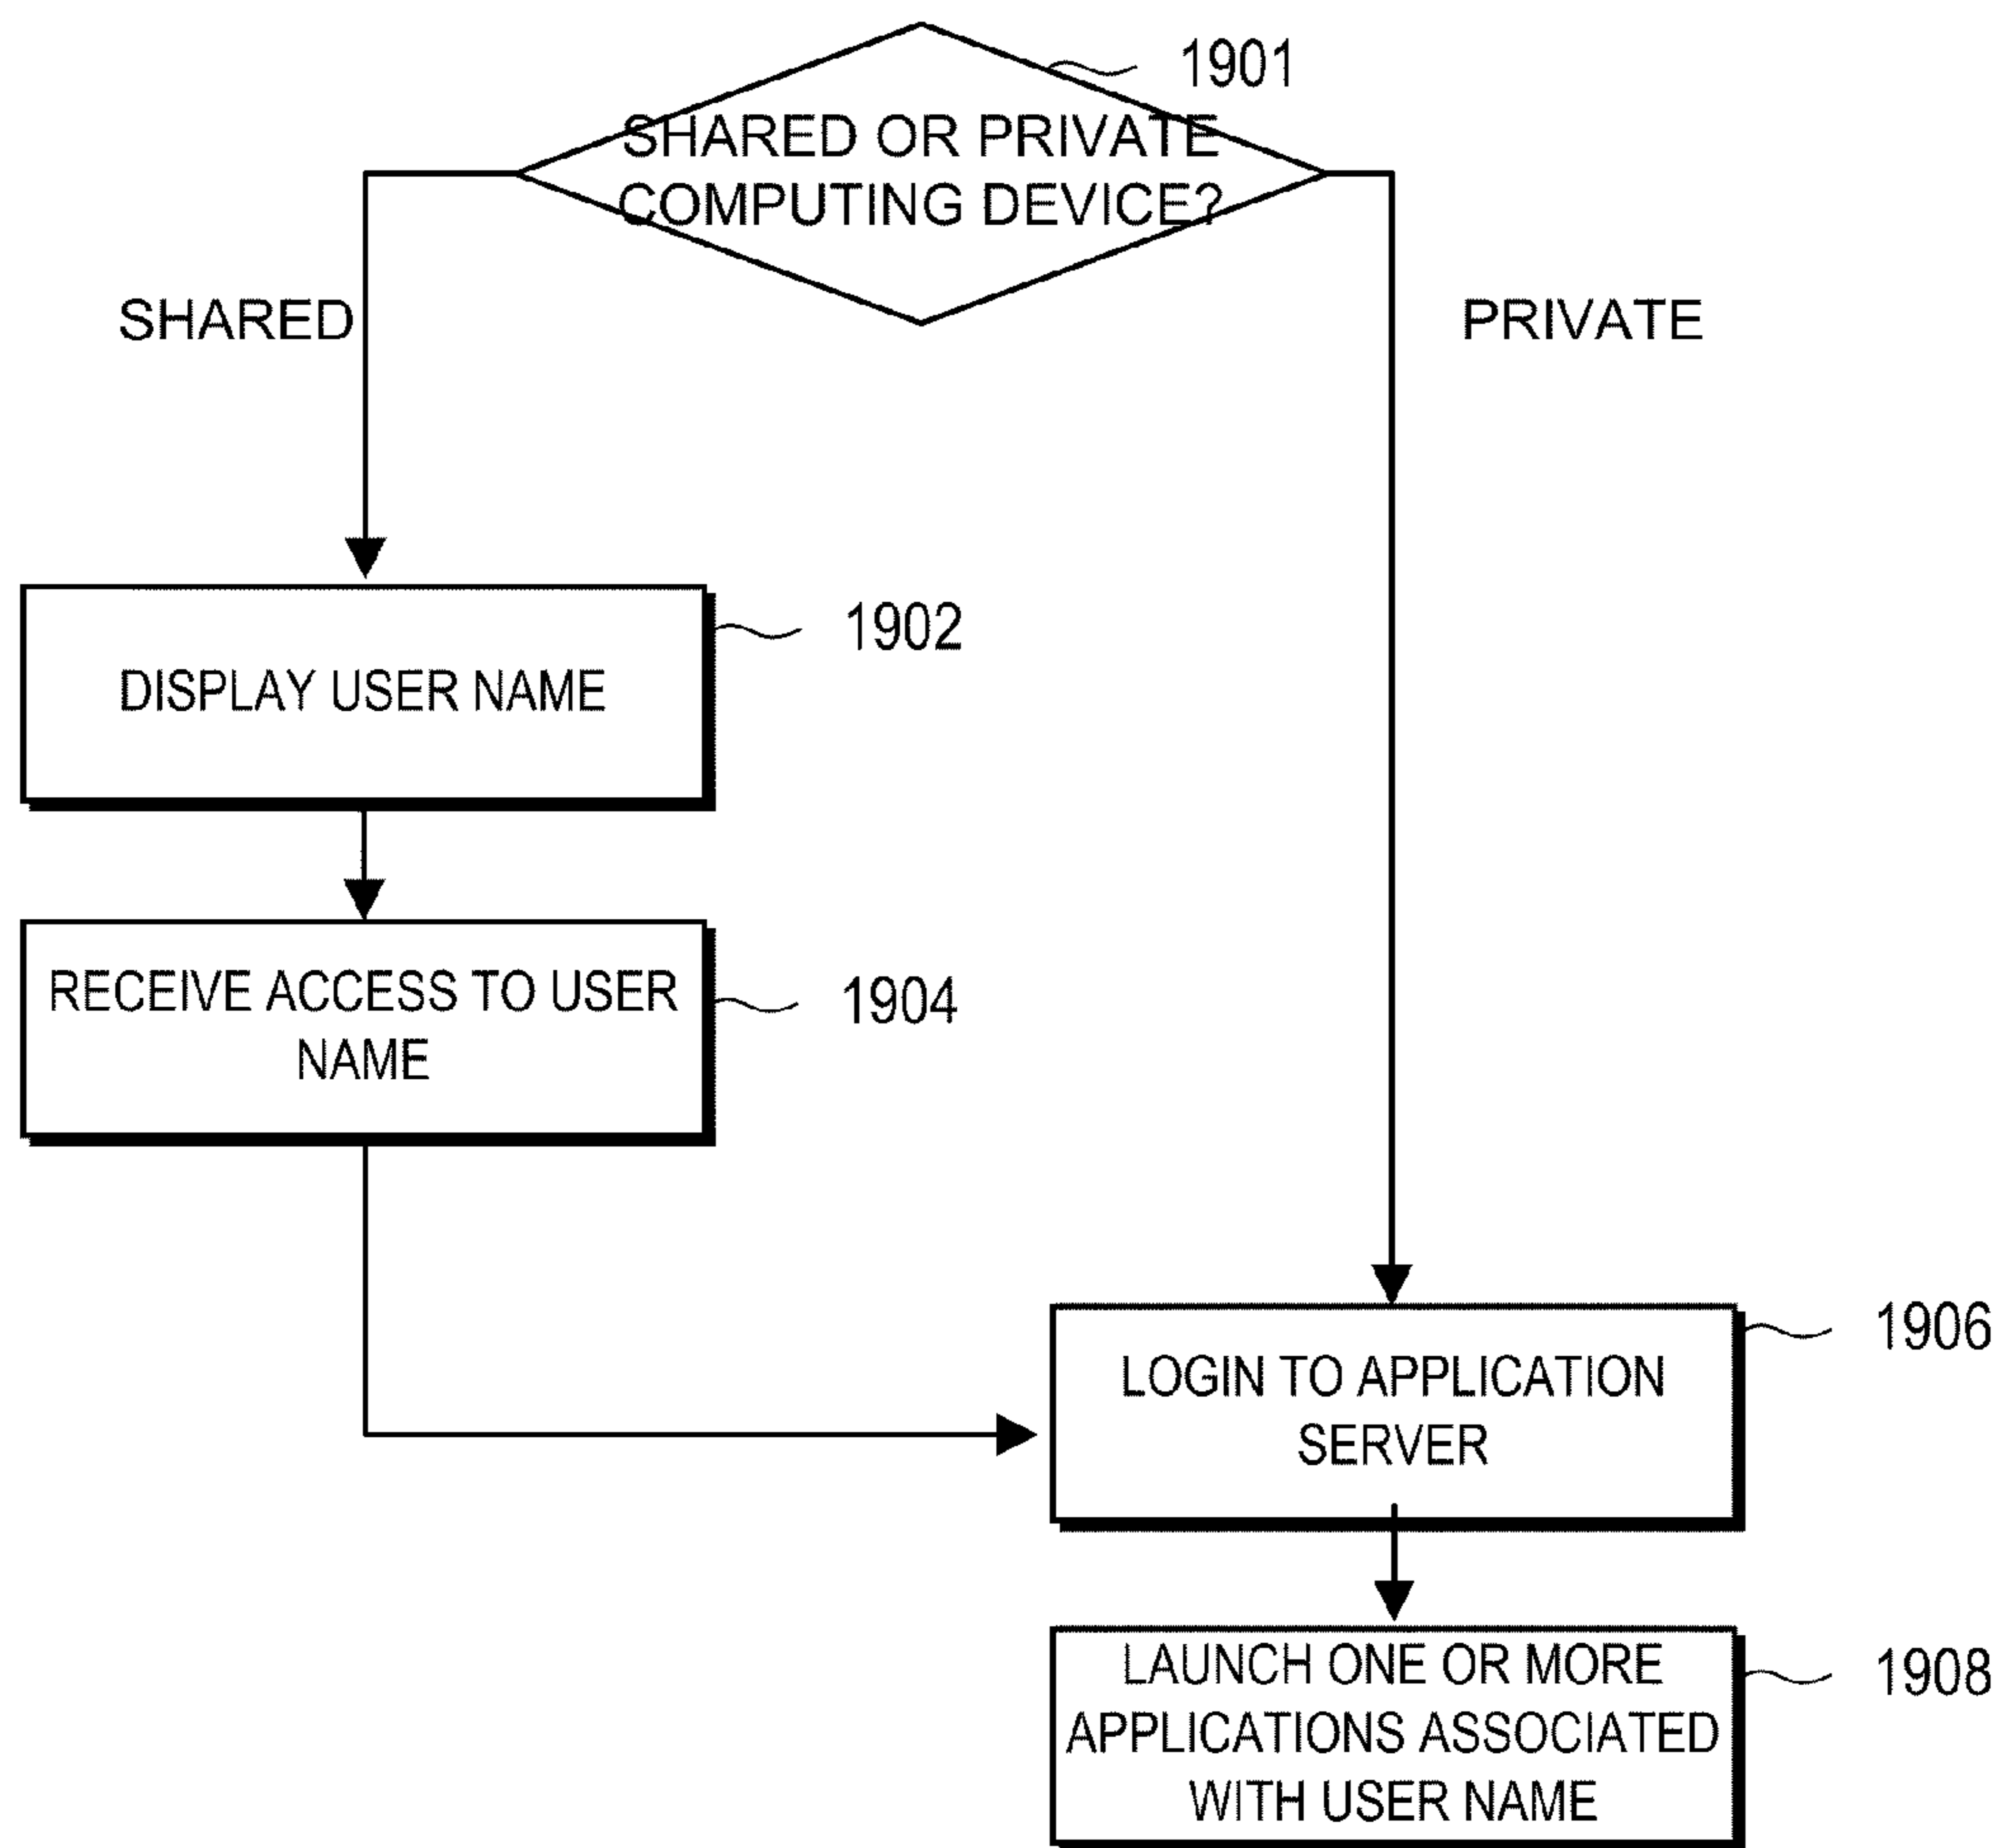 1901
SHARED OR PRIVATE
COMPUTING DEVICE?
SHARED
PRIVATE
1902
DISPLAY USER NAME
RECEIVE ACCESS TO USER
NAME
1904
1906
LOGIN TO APPLICATION
SERVER
LAUNCH ONE OR MORE
APPLICATIONS ASSOCIATED
WITH USER NAME
1908